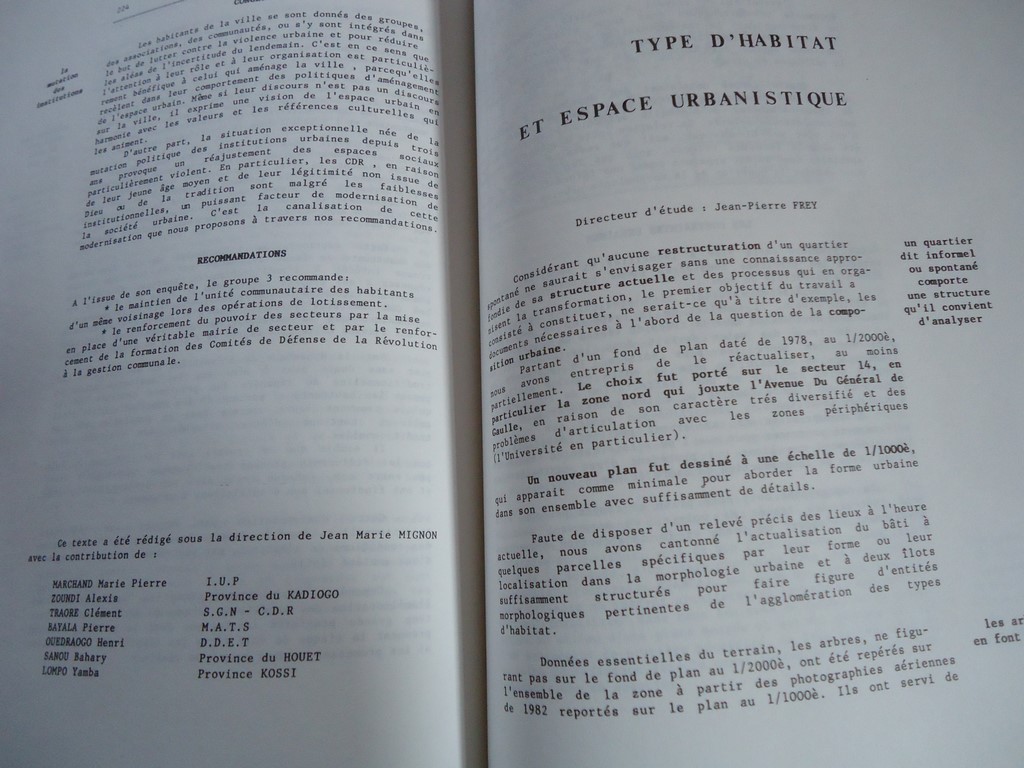 204
Les habitants de la ville se sont donnés des groupes,
des associations, des communautés, ou s'y sont intégrés dans
le but de lutter contre la violence urbaine et pour réduire
les aléas de l'incertitude du lendemain. C'est en ce sens que
l'attention à leur rôle et à leur organisation est particuliè-
rement bénéfique à celui qui aménage la ville , parcequ'elles
recèlent dans leur comportement des politiques d'aménagement
de l'espace urbain. Même si leur discours n'est pas un discours
sur la ville, il exprime une vision de l'espace urbain en
harmonie avec les valeurs et les références culturelles qui
les animent.
la
mutation
des
institutions
D'autre part, la situation exceptionnelle née de la
mutation politique des institutions urbaines depuis trois
ans provoque un réajustement des espaces sociaux
particulièrement violent. En particulier, les CDR , en raison
de leur jeune âge moyen et de leur légitimité non issue de
Dieu ou de la tradition sont malgré les faiblesses
institutionnelles, un puissant facteur de modernisation de
la société urbaine. C'est la canalisation de cette
modernisation que nous proposons à travers nos recommandations.
RECOMMANDATIONS
A l'issue de son enquête, le groupe 3 recommande:
* le maintien de l'unité communautaire des habitants
d'un même voisinage lors des opérations de lotissement.
* le renforcement du pouvoir des secteurs par la mise
en place d'une véritable mairie de secteur et par le renfor-
cement de la formation des Comités de Défense de la Révolution
à la gestion communale.
Ce texte a été rédigé sous la direction de Jean Marie MIGNON
avec la contribution de :
MARCHAND Marie Pierre I.U.P
ZOUNDI Alexis Province du KADIOGO
TRAORE Clément S.G.N - C.D.R
BAYALA Pierre M.A.T.S
OUEDRAOGO Henri D.D.E.T
SANOU Bahary Province du HOUET
LOMPO Yamba Province KOSSI
TYPE D'HABITAT
ET ESPACE URBANISTIQUE
Directeur d'étude : Jean-Pierre FREY
Considérant qu'aucune restructuration d'un quartier
spontané ne saurait s'envisager sans une connaissance appro-
fondie de sa structure actuelle et des processus qui en orga-
nisent la transformation, le premier objectif du travail a
consisté à constituer, ne serait-ce qu'à titre d'exemple, les
documents nécessaires à l'abord de la question de la compo-
sition urbaine.
un quartier
dit informel
ou spontané
comporte
une structure
qu'il convient
d'analyser
Partant d'un fond de plan daté de 1978, au 1/2000è,
nous avons entrepris de le réactualiser, au moins
partiellement. Le choix fut porté sur le secteur 14, en
particulier la zone nord qui jouxte l'Avenue Du Général de
Gaulle, en raison de son caractère trés diversifié et des
problèmes d'articulation avec les zones périphériques
(l'Université en particulier).
Un nouveau plan fut dessiné à une échelle de 1/1000è,
qui apparait comme minimale pour aborder la forme urbaine
dans son ensemble avec suffisamment de détails.
Faute de disposer d'un relevé précis des lieux à l'heure
actuelle, nous avons cantonné l'actualisation du bâti à
quelques parcelles spécifiques par leur forme ou leur
localisation dans la morphologie urbaine et à deux îlots
suffisamment structurés pour faire figure d'entités
morphologiques pertinentes de l'agglomération des types
d'habitat.
Données essentielles du terrain, les arbres, ne figu-
rant pas sur le fond de plan au 1/2000è, ont été repérés sur
l'ensemble de la zone à partir des photographies aériennes
de 1982 reportés sur le plan au 1/1000è. Ils ont servi de
les ar
en font